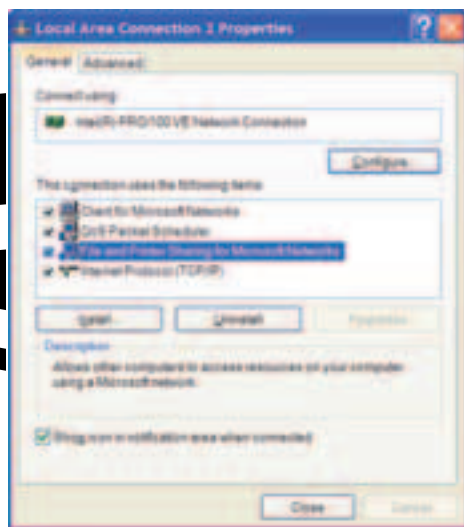 Local Area Connection 2 Properties
General Advanced
Connect using:
Intel(R) PRO/100 VE Network Connection
Configure...
This connection uses the following items:
Client for Microsoft Networks
QoS Packet Scheduler
File and Printer Sharing for Microsoft Networks
Internet Protocol (TCP/IP)
Install... Uninstall Properties
Description
Allows other computers to access resources on your computer
using a Microsoft network.
Show icon in notification area when connected
Close Cancel